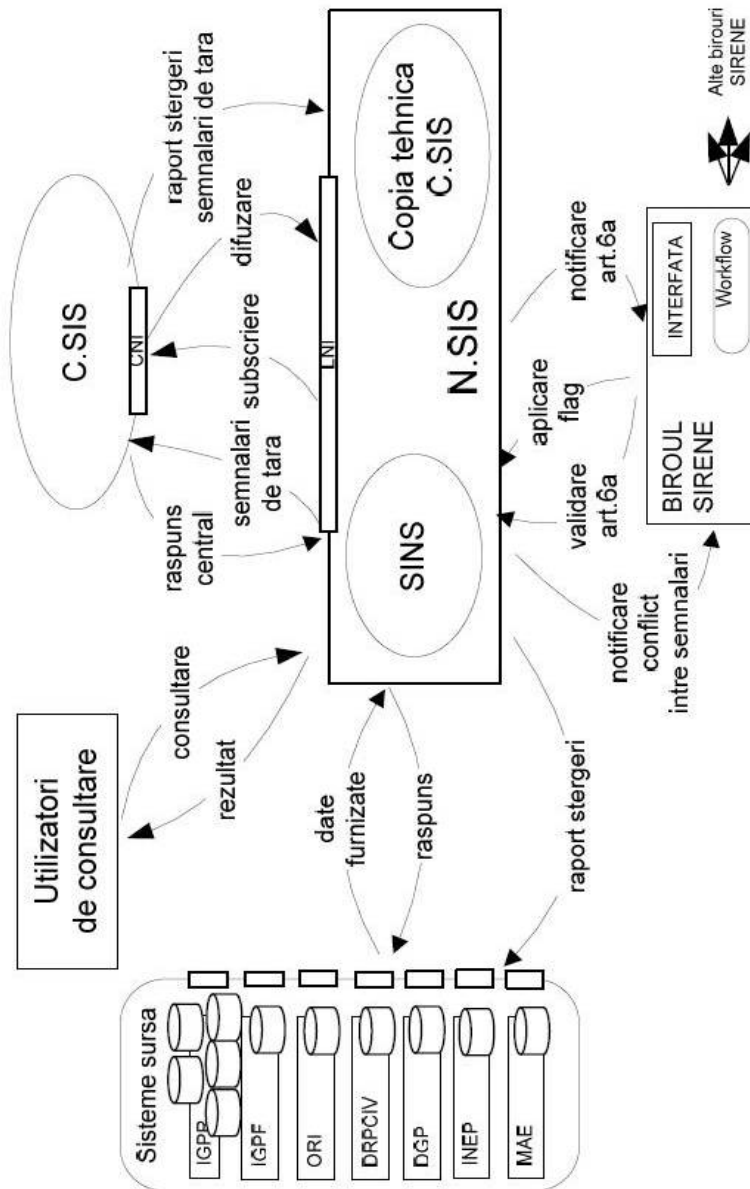 Sisteme sursa
IGPR
IGPF
ORI
DRPCIV
DGP
INEP
MAE
Utilizatori
de consultare
consultare
rezultat
date
furnizate
raspuns
raport stergeri
C.SIS
CNI
raspuns
central
semnalari
de tara
subscriere
difuzare
raport stergeri
semnalari de tara
LNI
SINS
N.SIS
Copia tehnica
C.SIS
notificare
conflict
intre semnalari
validare
art.6a
aplicare
flag
notificare
art.6a
BIROUL
SIRENE
INTERFATA
Workflow
Alte birouri
SIRENE